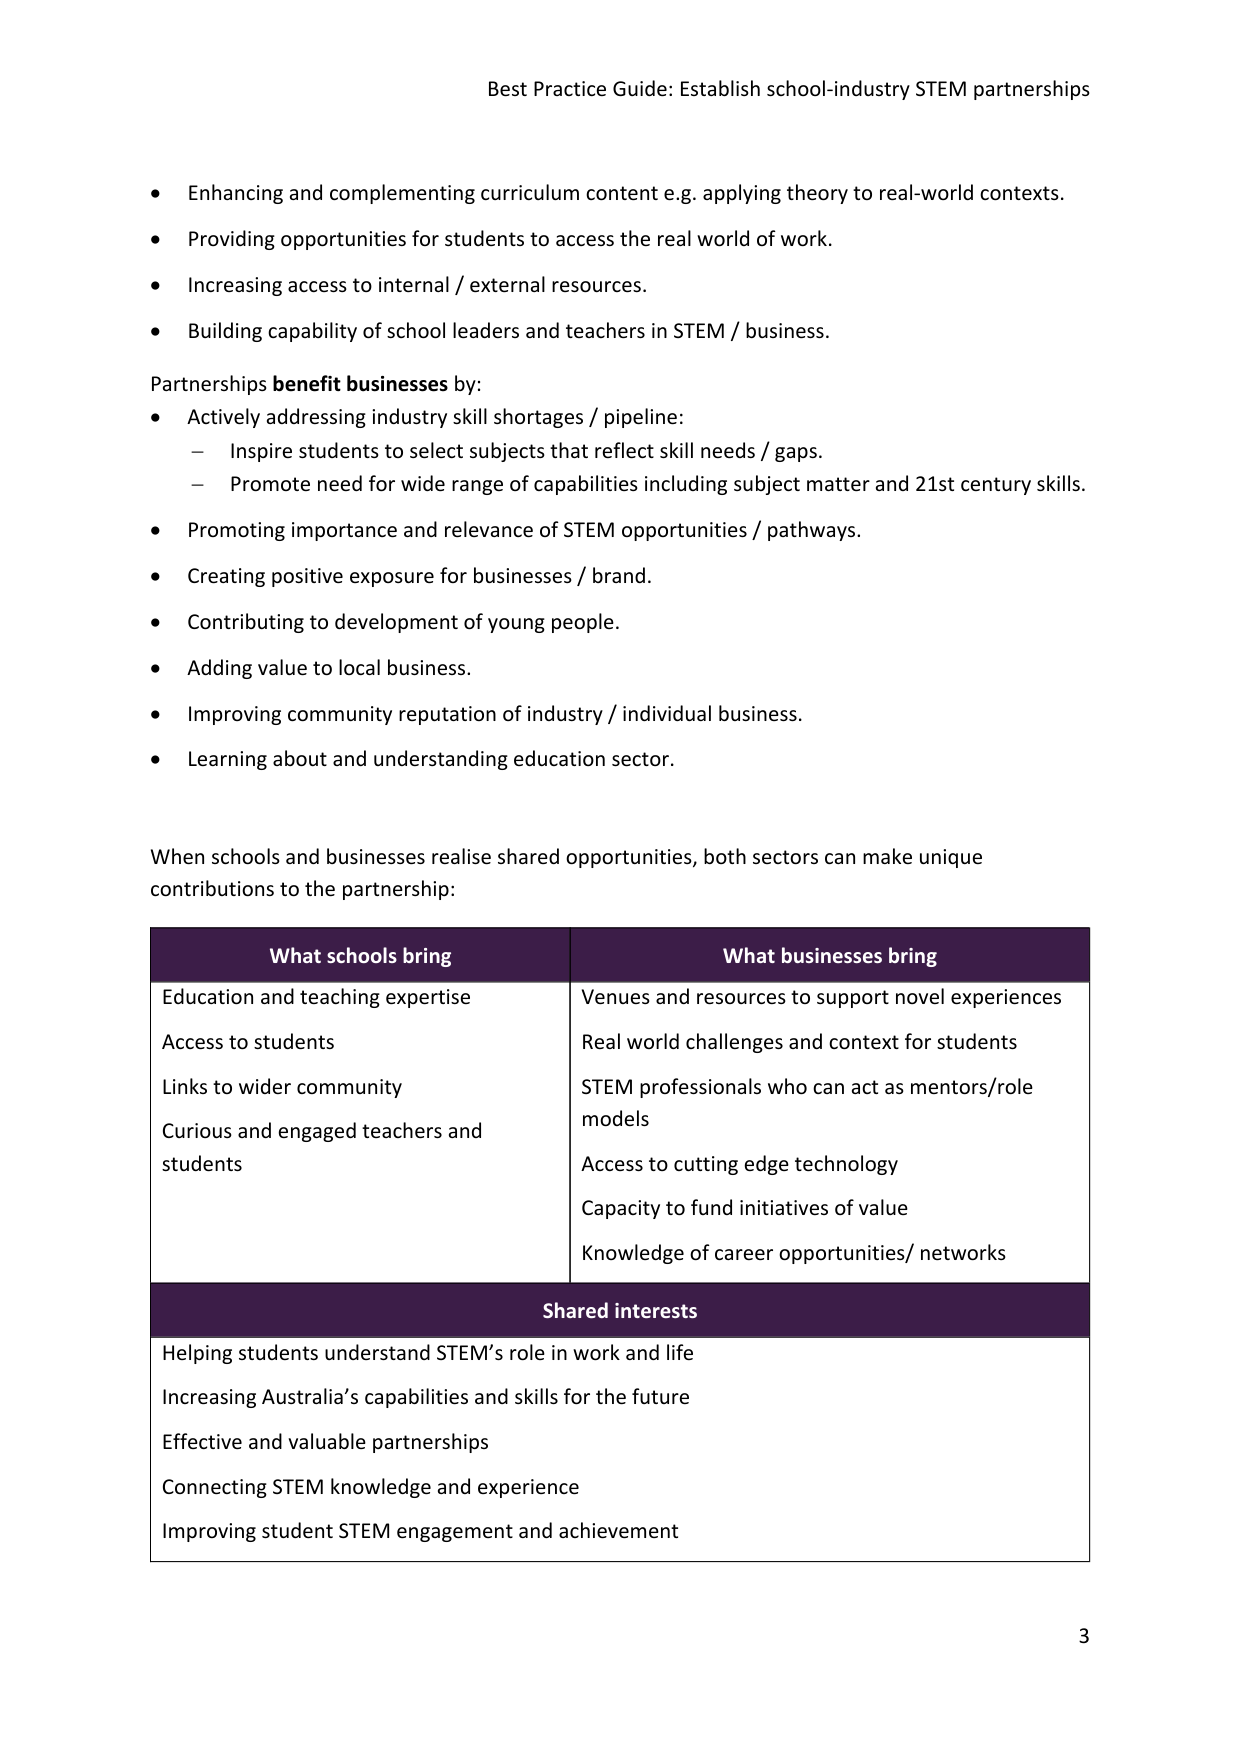 Best Practice Guide: Establish school-industry STEM partnerships
• Enhancing and complementing curriculum content e.g. applying theory to real-world contexts.
• Providing opportunities for students to access the real world of work.
• Increasing access to internal / external resources.
• Building capability of school leaders and teachers in STEM / business.
Partnerships benefit businesses by:
• Actively addressing industry skill shortages / pipeline:
– Inspire students to select subjects that reflect skill needs / gaps.
– Promote need for wide range of capabilities including subject matter and 21st century skills.
• Promoting importance and relevance of STEM opportunities / pathways.
• Creating positive exposure for businesses / brand.
• Contributing to development of young people.
• Adding value to local business.
• Improving community reputation of industry / individual business.
• Learning about and understanding education sector.
When schools and businesses realise shared opportunities, both sectors can make unique
contributions to the partnership:
What schools bring
Education and teaching expertise
Access to students
Links to wider community
Curious and engaged teachers and
students
What businesses bring
Venues and resources to support novel experiences
Real world challenges and context for students
STEM professionals who can act as mentors/role
models
Access to cutting edge technology
Capacity to fund initiatives of value
Knowledge of career opportunities/ networks
Shared interests
Helping students understand STEM’s role in work and life
Increasing Australia’s capabilities and skills for the future
Effective and valuable partnerships
Connecting STEM knowledge and experience
Improving student STEM engagement and achievement
3